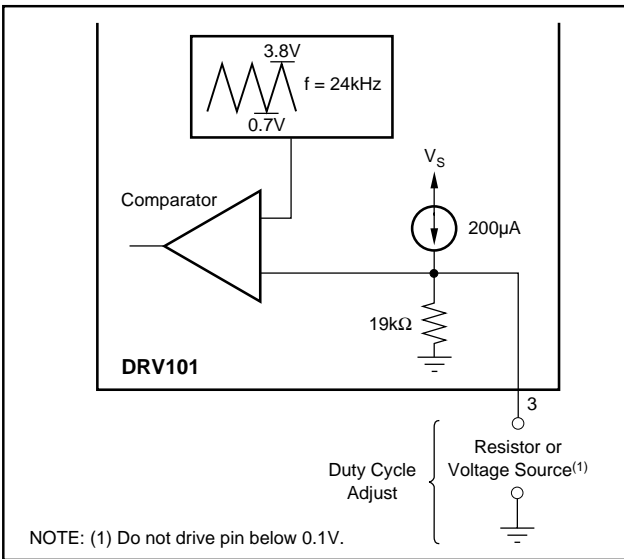 3.8V
f = 24kHz
0.7V
V_S
Comparator
200µA
19kΩ
DRV101
3
Duty Cycle
Adjust
Resistor or
Voltage Source(1)
NOTE: (1) Do not drive pin below 0.1V.